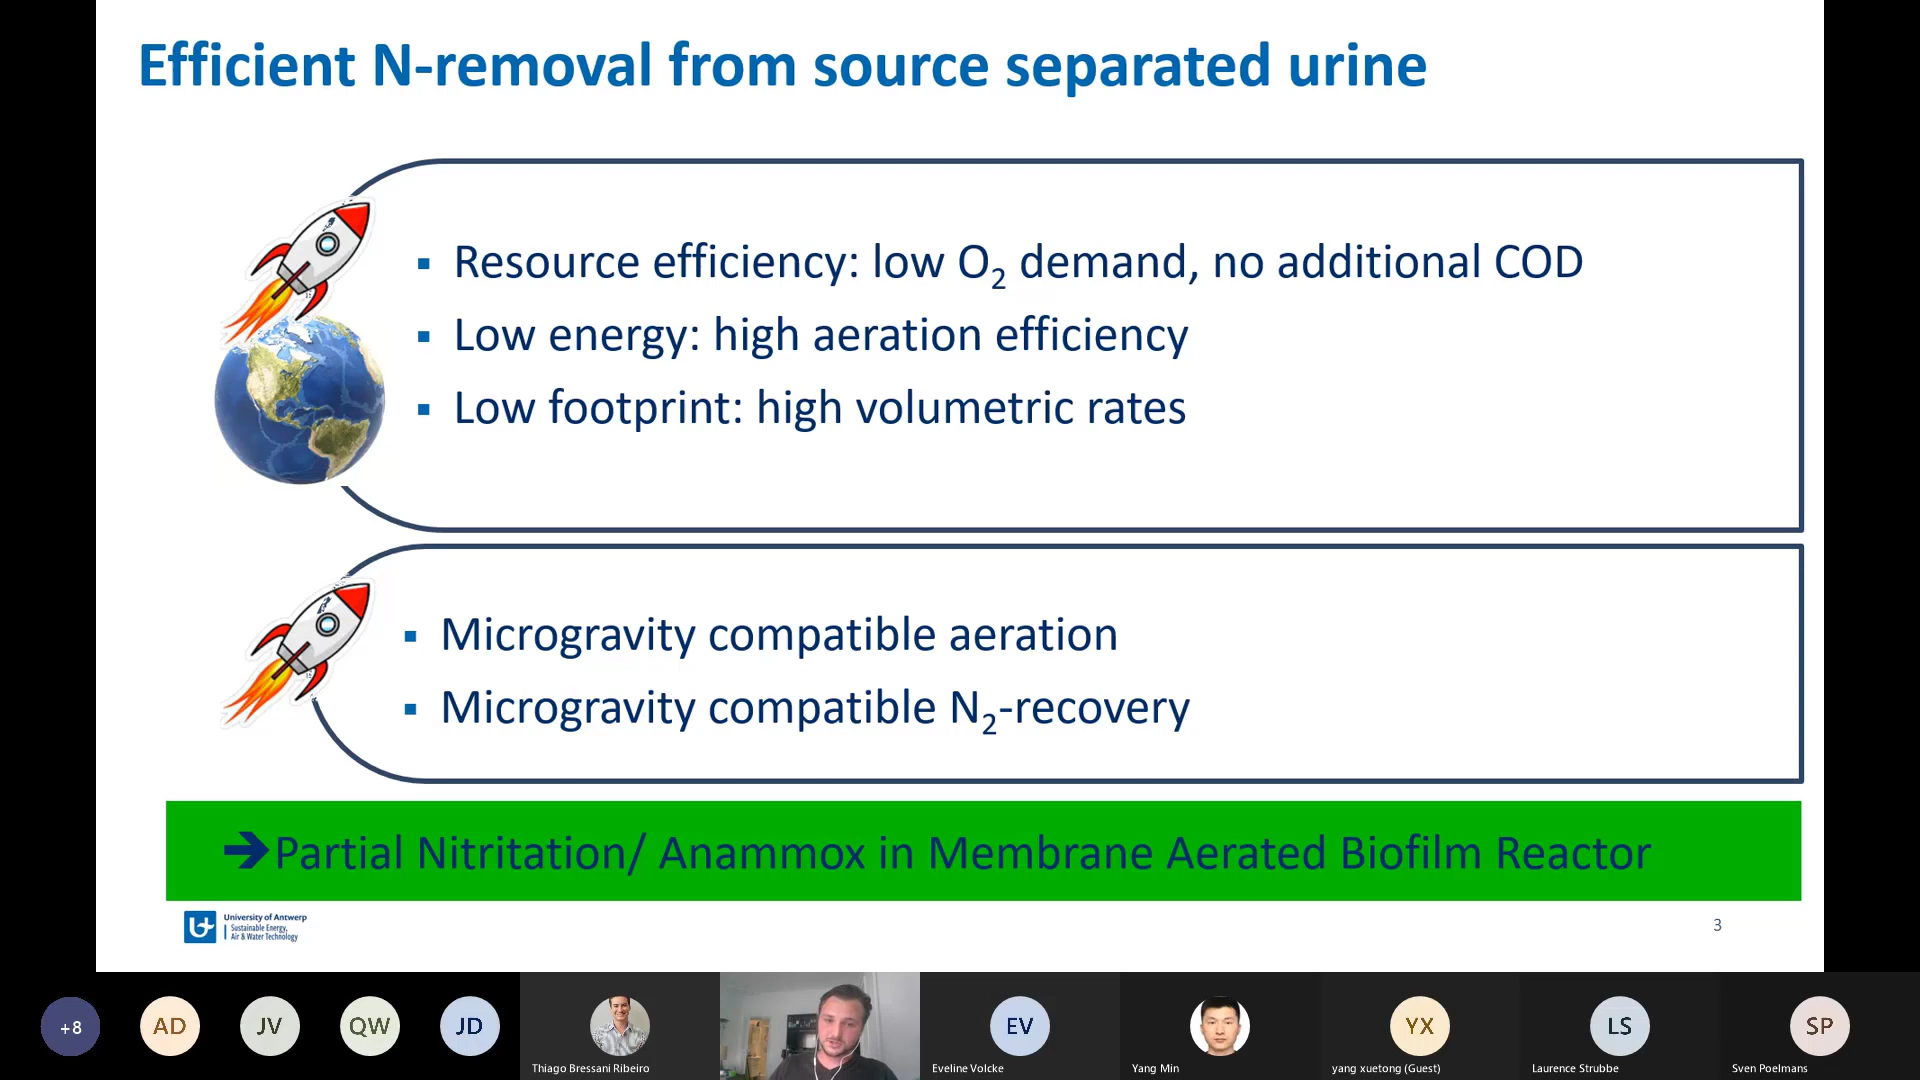 Efficient N-removal from source separated urine
▪ Resource efficiency: low O₂ demand, no additional COD
▪ Low energy: high aeration efficiency
▪ Low footprint: high volumetric rates
▪ Microgravity compatible aeration
▪ Microgravity compatible N₂-recovery
➔Partial Nitritation/ Anammox in Membrane Aerated Biofilm Reactor
University of Antwerp
Sustainable Energy,
Air & Water Technology
3
+8
AD
JV
QW
JD
Thiago Bressani Ribeiro
EV
Eveline Volcke
Yang Min
YX
yang xuetong (Guest)
LS
Laurence Strubbe
SP
Sven Poelmans